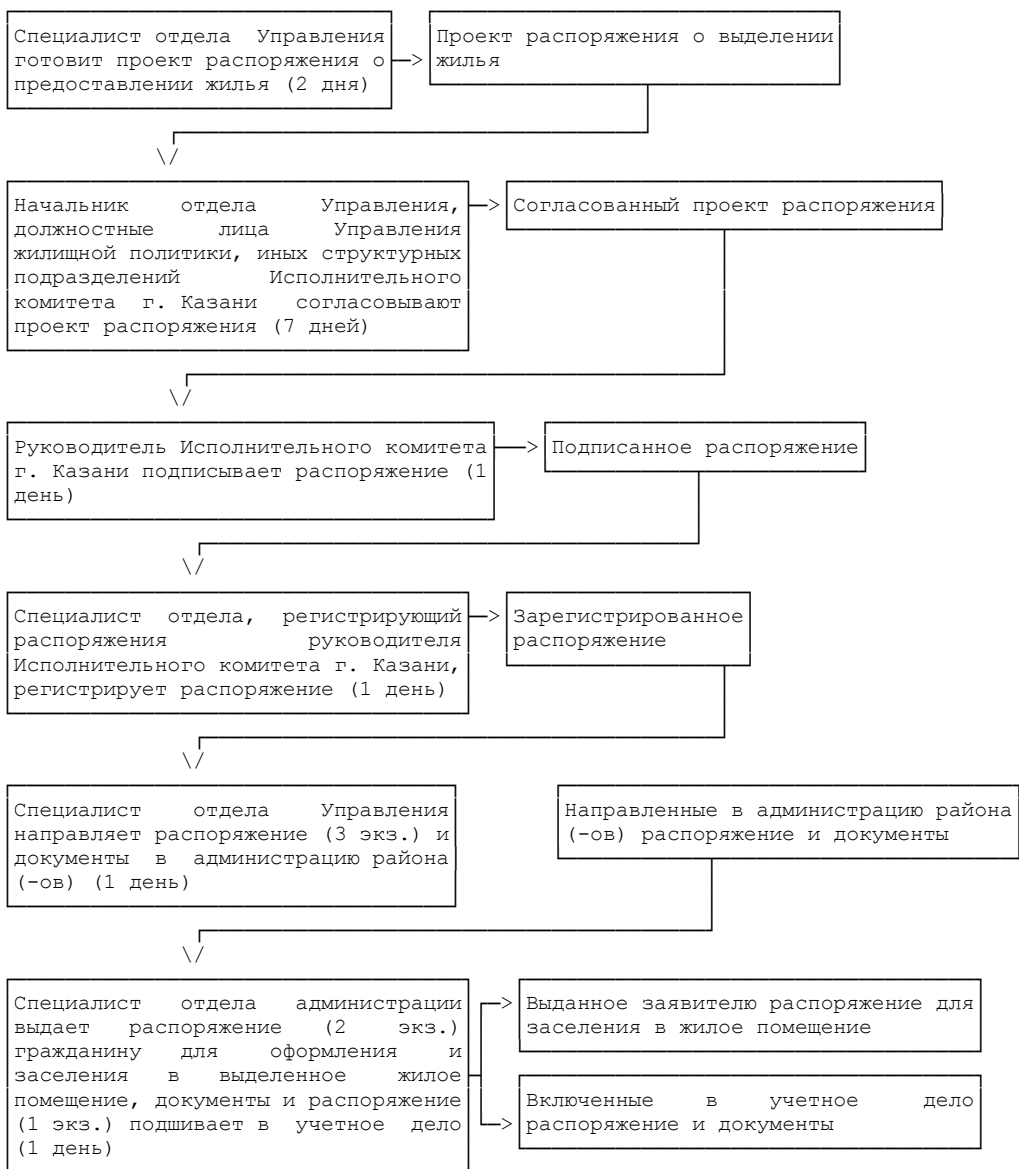 Специалист отдела Управления
готовит проект распоряжения о
предоставлении жилья (2 дня)
Проект распоряжения о выделении
жилья
Начальник отдела Управления,
должностные лица Управления
жилищной политики, иных структурных
подразделений Исполнительного
комитета г. Казани согласовывают
проект распоряжения (7 дней)
Согласованный проект распоряжения
Руководитель Исполнительного комитета
г. Казани подписывает распоряжение (1
день)
Подписанное распоряжение
Специалист отдела, регистрирующий
распоряжения руководителя
Исполнительного комитета г. Казани,
регистрирует распоряжение (1 день)
Зарегистрированное
распоряжение
Специалист отдела Управления
направляет распоряжение (3 экз.) и
документы в администрацию района
(-ов) (1 день)
Направленные в администрацию района
(-ов) распоряжение и документы
Специалист отдела администрации
выдает распоряжение (2 экз.)
гражданину для оформления и
заселения в выделенное жилое
помещение, документы и распоряжение
(1 экз.) подшивает в учетное дело
(1 день)
Выданное заявителю распоряжение для
заселения в жилое помещение
Включенные в учетное дело
распоряжение и документы